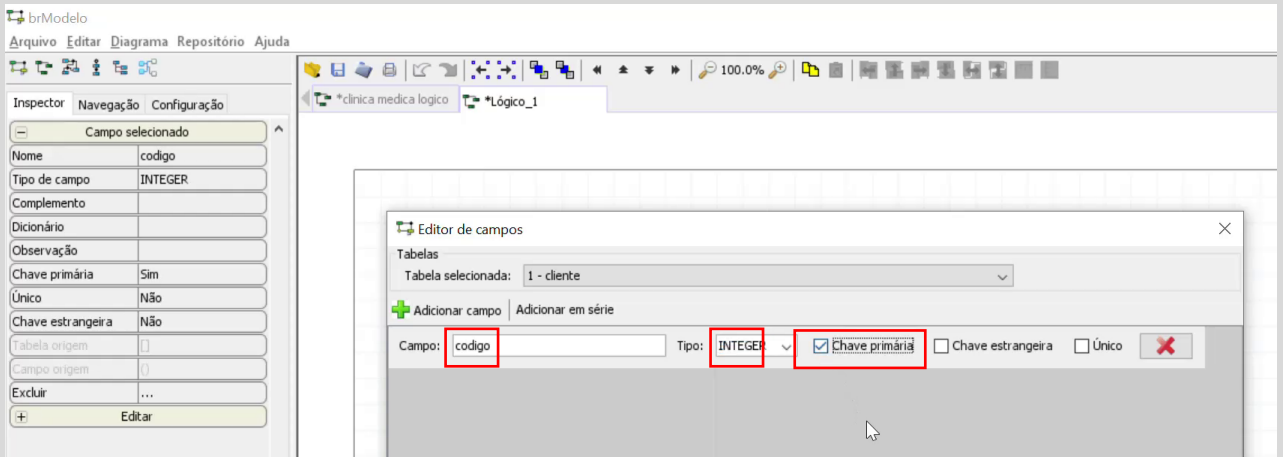 brModelo
Arquivo Editar Diagrama Repositório Ajuda
100.0%
Inspector Navegação Configuração
*clinica medica logico *Lógico_1
Campo selecionado
Nome codigo
Tipo de campo INTEGER
Complemento
Dicionário
Observação
Chave primária Sim
Único Não
Chave estrangeira Não
Tabela origem []
Campo origem ()
Excluir ...
Editar
Editor de campos
Tabelas
Tabela selecionada: 1 - cliente
Adicionar campo Adicionar em série
Campo: codigo Tipo: INTEGER Chave primária Chave estrangeira Único